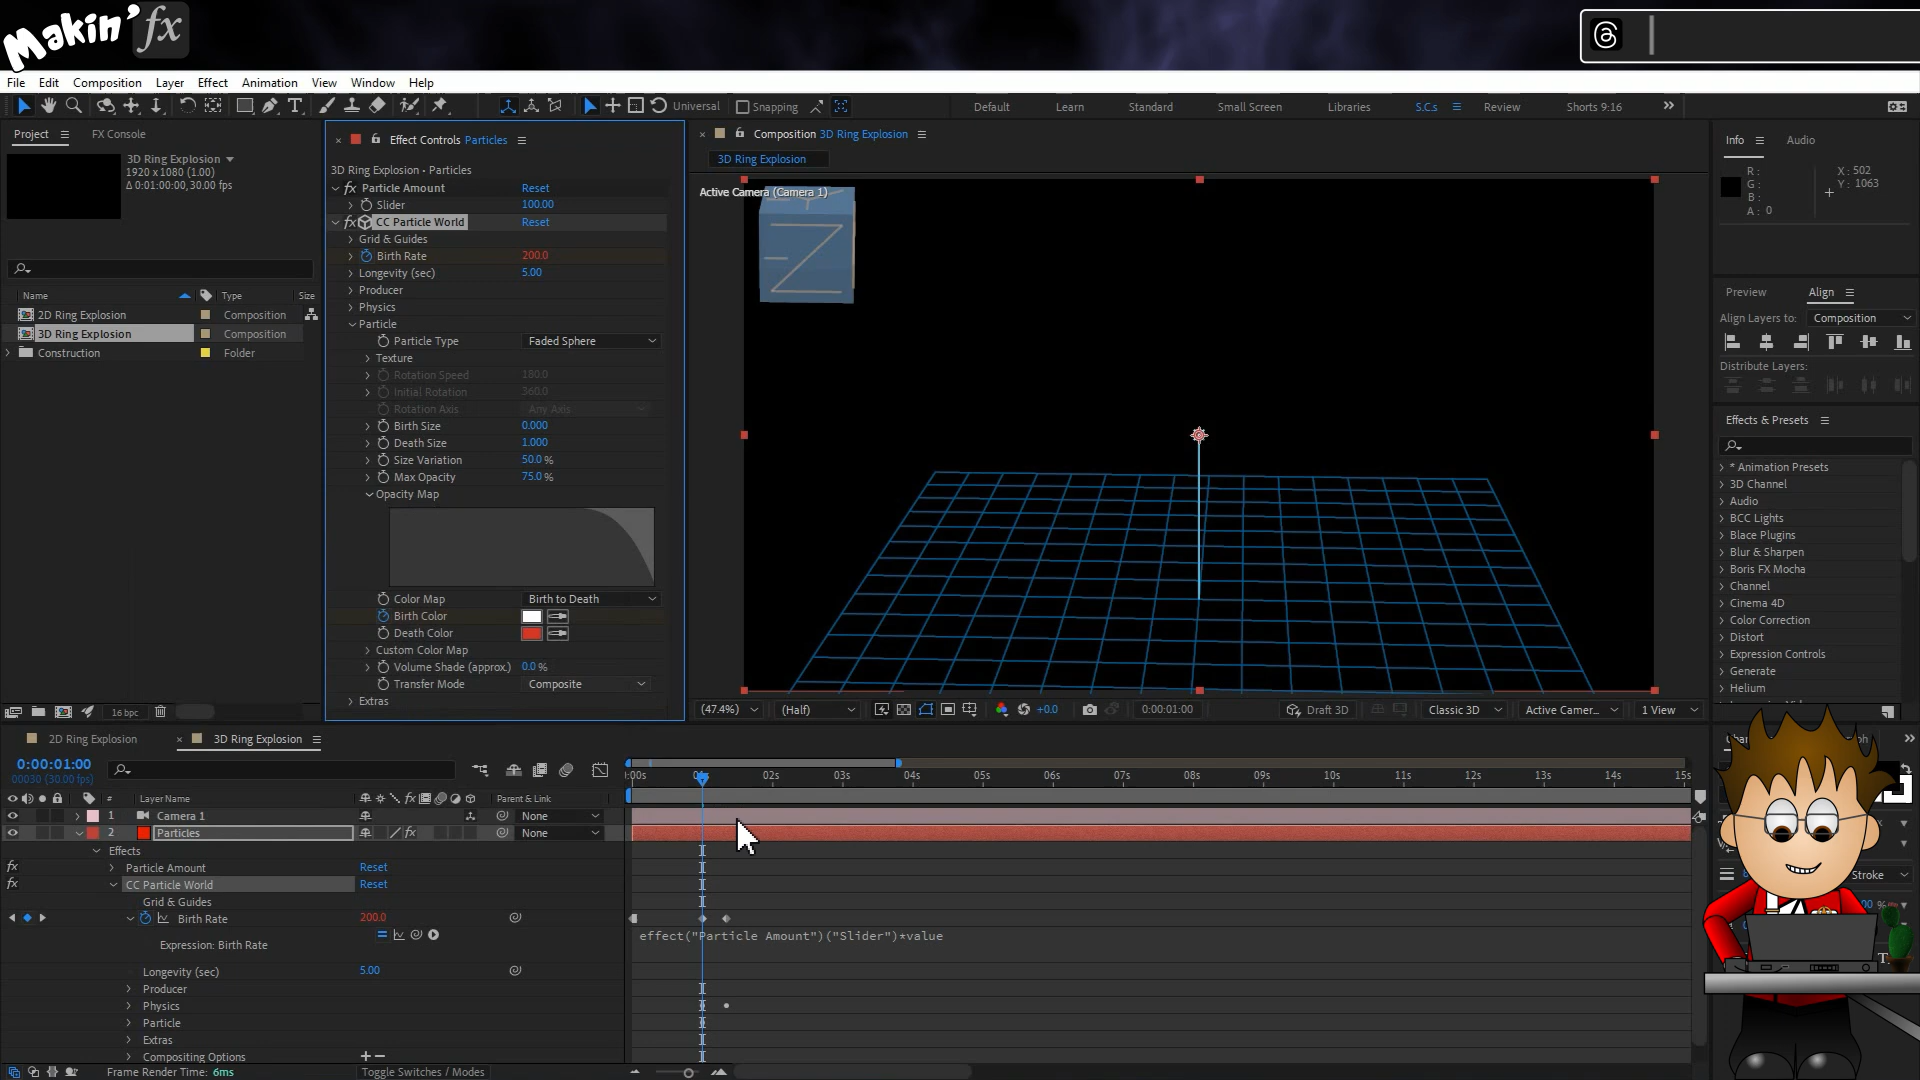 Makin' fx
File Edit Composition Layer Effect Animation View Window Help
Universal Snapping Default Learn Standard Small Screen Libraries S.C.s Review Shorts 9:16
Project FX Console
3D Ring Explosion
1920 x 1080 (1.00)
Δ 0:01:00:00, 30.00 fps
Name Type Size
2D Ring Explosion Composition
3D Ring Explosion Composition
Construction Folder
16 bpc
Effect Controls Particles
3D Ring Explosion • Particles
fx Particle Amount Reset
Slider 100.00
fx CC Particle World Reset
Grid & Guides
Birth Rate 200.0
Longevity (sec) 5.00
Producer
Physics
Particle
Particle Type Faded Sphere
Texture
Rotation Speed 180.0
Initial Rotation 360.0
Rotation Axis Any Axis
Birth Size 0.000
Death Size 1.000
Size Variation 50.0 %
Max Opacity 75.0 %
Opacity Map
Color Map Birth to Death
Birth Color
Death Color
Custom Color Map
Volume Shade (approx.) 0.0 %
Transfer Mode Composite
Extras
Composition 3D Ring Explosion
3D Ring Explosion
Active Camera (Camera 1)
-Z
(47.4%) (Half) +0.0 0:00:01:00 Draft 3D Classic 3D Active Camer... 1 View
Info Audio
R: X: 502
G: Y: 1063
B:
A: 0
Preview Align
Align Layers to: Composition
Distribute Layers:
Effects & Presets
* Animation Presets
3D Channel
Audio
BCC Lights
Blace Plugins
Blur & Sharpen
Boris FX Mocha
Channel
Cinema 4D
Color Correction
Distort
Expression Controls
Generate
Helium
Stroke
2D Ring Explosion 3D Ring Explosion
0:00:01:00
00030 (30.00 fps)
:00s 02s 03s 04s 05s 06s 07s 08s 09s 10s 11s 12s 13s 14s 15s
# Layer Name fx Parent & Link
1 Camera 1 None
2 Particles fx None
Effects
fx Particle Amount Reset
fx CC Particle World Reset
Grid & Guides
Birth Rate 200.0
Expression: Birth Rate effect("Particle Amount")("Slider")*value
Longevity (sec) 5.00
Producer
Physics
Particle
Extras
Compositing Options
Frame Render Time: 6ms Toggle Switches / Modes